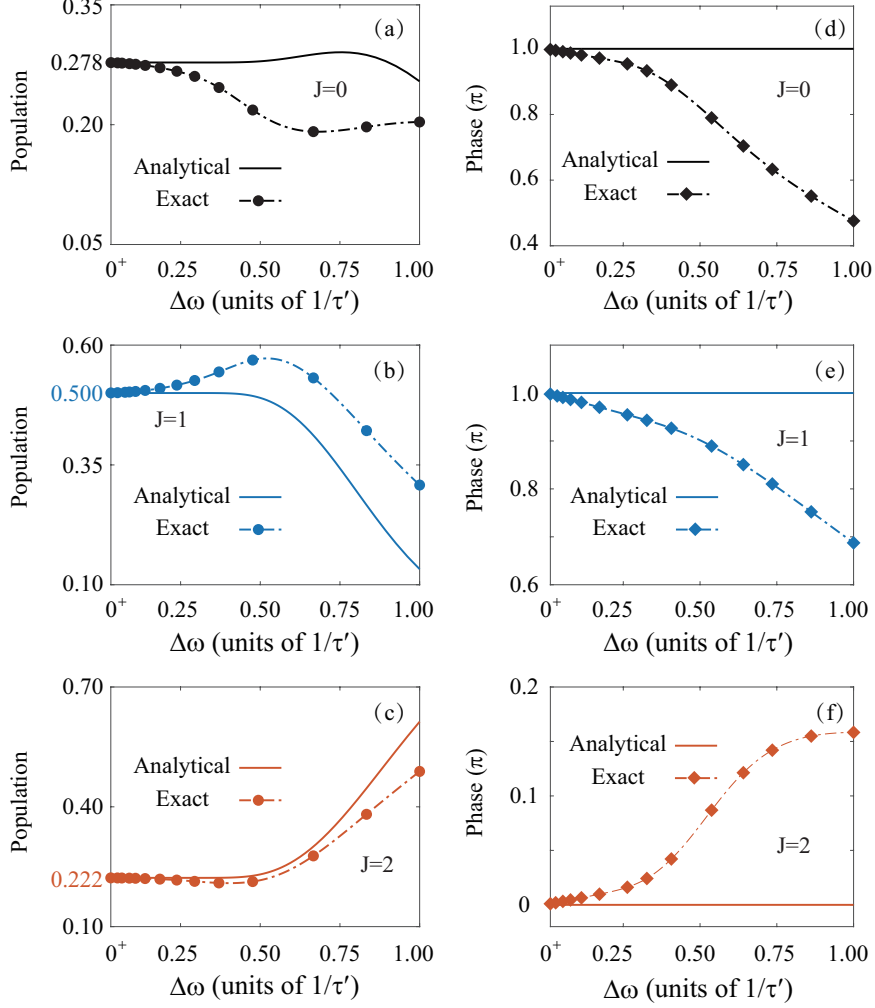 0.35
(a)
0.278
J=0
0.20
Population
Analytical
Exact
0.05
0⁺ 0.25 0.50 0.75 1.00
Δω (units of 1/τ′)
(d)
1.0
J=0
0.8
Phase (π)
Analytical
0.6
Exact
0.4
0⁺ 0.25 0.50 0.75 1.00
Δω (units of 1/τ′)
0.60
(b)
0.500
J=1
0.35
Population
Analytical
Exact
0.10
0⁺ 0.25 0.50 0.75 1.00
Δω (units of 1/τ′)
(e)
1.0
J=1
0.8
Phase (π)
Analytical
Exact
0.6
0⁺ 0.25 0.50 0.75 1.00
Δω (units of 1/τ′)
0.70
(c)
Analytical
Exact
0.40
Population
J=2
0.222
0.10
0⁺ 0.25 0.50 0.75 1.00
Δω (units of 1/τ′)
0.2
(f)
Analytical
Exact
0.1
Phase (π)
J=2
0
0⁺ 0.25 0.50 0.75 1.00
Δω (units of 1/τ′)